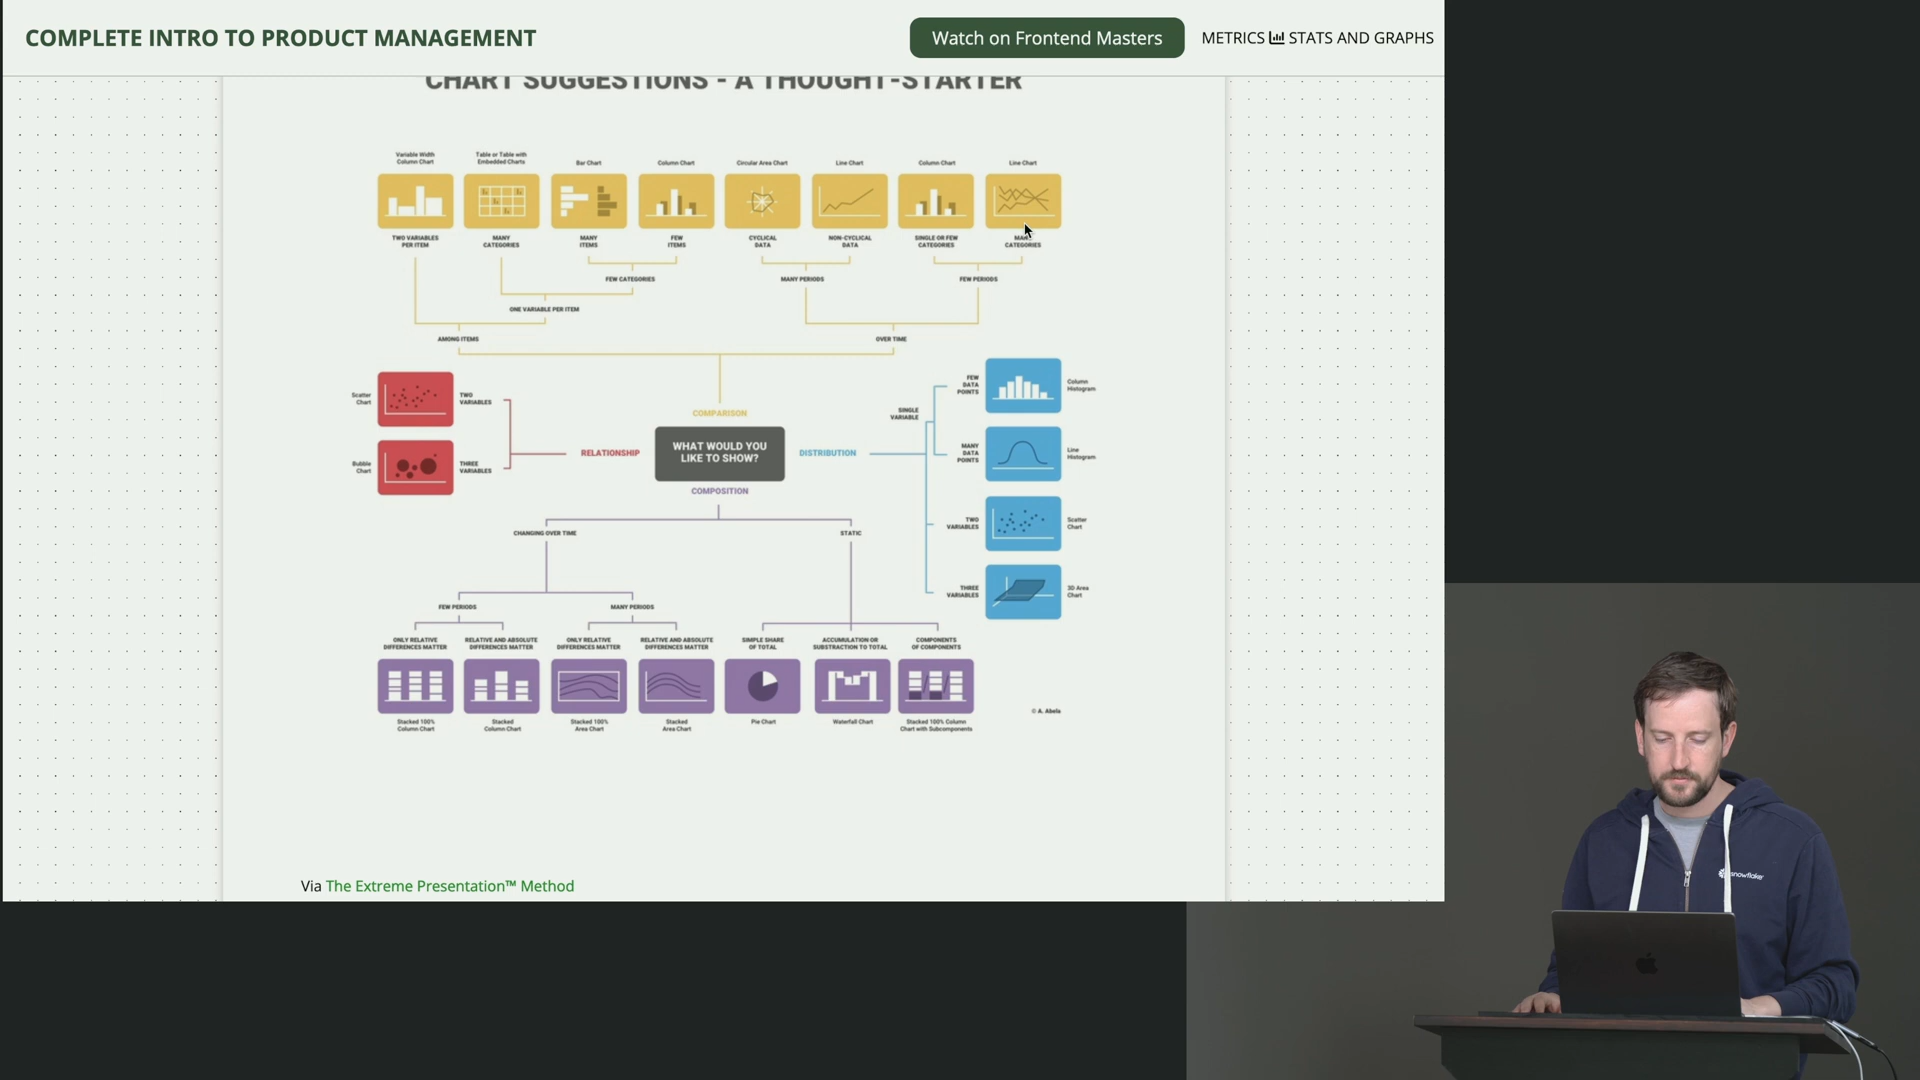 COMPLETE INTRO TO PRODUCT MANAGEMENT
Watch on Frontend Masters
METRICS STATS AND GRAPHS
CHART SUGGESTIONS - A THOUGHT-STARTER
Variable Width
Column Chart
Table or Table with
Embedded Charts
Bar Chart
Column Chart
Circular Area Chart
Line Chart
Column Chart
Line Chart
TWO VARIABLES
PER ITEM
MANY
CATEGORIES
MANY
ITEMS
FEW
ITEMS
CYCLICAL
DATA
NON-CYCLICAL
DATA
SINGLE OR FEW
CATEGORIES
MANY
CATEGORIES
FEW CATEGORIES
MANY PERIODS
FEW PERIODS
ONE VARIABLE PER ITEM
AMONG ITEMS
OVER TIME
Scatter
Chart
TWO
VARIABLES
Bubble
Chart
THREE
VARIABLES
RELATIONSHIP
COMPARISON
WHAT WOULD YOU
LIKE TO SHOW?
DISTRIBUTION
COMPOSITION
SINGLE
VARIABLE
FEW
DATA
POINTS
Column
Histogram
MANY
DATA
POINTS
Line
Histogram
TWO
VARIABLES
Scatter
Chart
THREE
VARIABLES
3D Area
Chart
CHANGING OVER TIME
STATIC
FEW PERIODS
MANY PERIODS
ONLY RELATIVE
DIFFERENCES MATTER
RELATIVE AND ABSOLUTE
DIFFERENCES MATTER
ONLY RELATIVE
DIFFERENCES MATTER
RELATIVE AND ABSOLUTE
DIFFERENCES MATTER
SIMPLE SHARE
OF TOTAL
ACCUMULATION OR
SUBSTRACTION TO TOTAL
COMPONENTS
OF COMPONENTS
Stacked 100%
Column Chart
Stacked
Column Chart
Stacked 100%
Area Chart
Stacked
Area Chart
Pie Chart
Waterfall Chart
Stacked 100% Column
Chart with Subcomponents
© A. Abela
Via The Extreme Presentation™ Method
snowflake